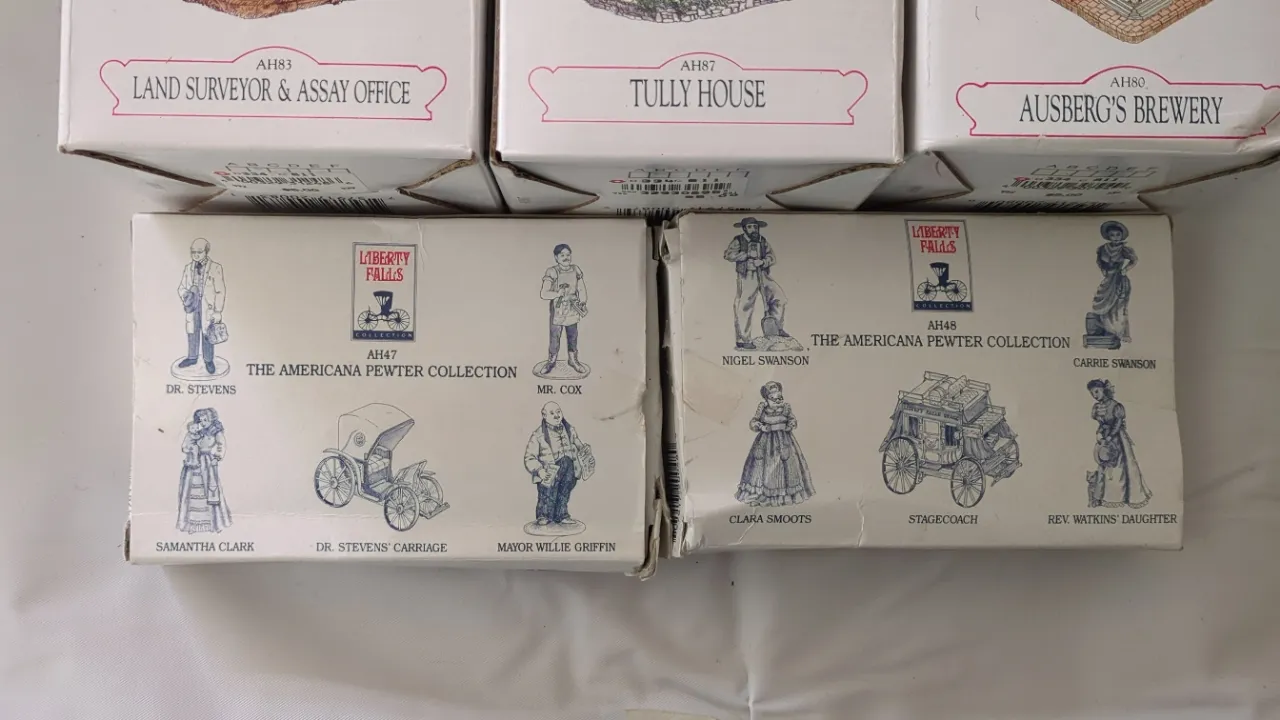 AH83
LAND SURVEYOR & ASSAY OFFICE
AH87
TULLY HOUSE
AH80
AUSBERG'S BREWERY
A B C D E F
A B C D E F
LIBERTY
FALLS
COLLECTION
AH47
THE AMERICANA PEWTER COLLECTION
DR. STEVENS
MR. COX
SAMANTHA CLARK
DR. STEVENS' CARRIAGE
MAYOR WILLIE GRIFFIN
LIBERTY
FALLS
COLLECTION
AH48
THE AMERICANA PEWTER COLLECTION
NIGEL SWANSON
CARRIE SWANSON
CLARA SMOOTS
STAGECOACH
REV. WATKINS' DAUGHTER